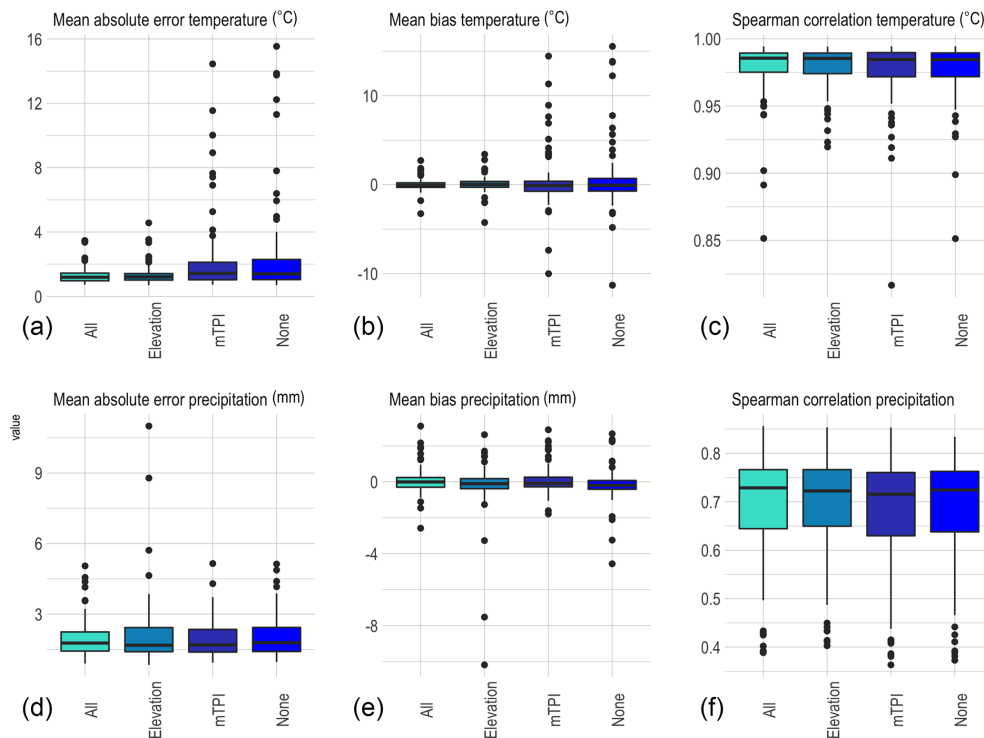 Mean absolute error temperature (°C)
16
12
8
4
0
All
Elevation
mTPI
None
(a)
Mean bias temperature (°C)
10
0
-10
All
Elevation
mTPI
None
(b)
Spearman correlation temperature (°C)
1.00
0.95
0.90
0.85
All
Elevation
mTPI
None
(c)
Mean absolute error precipitation (mm)
value
9
6
3
All
Elevation
mTPI
None
(d)
Mean bias precipitation (mm)
0
-4
-8
All
Elevation
mTPI
None
(e)
Spearman correlation precipitation
0.8
0.7
0.6
0.5
0.4
All
Elevation
mTPI
None
(f)